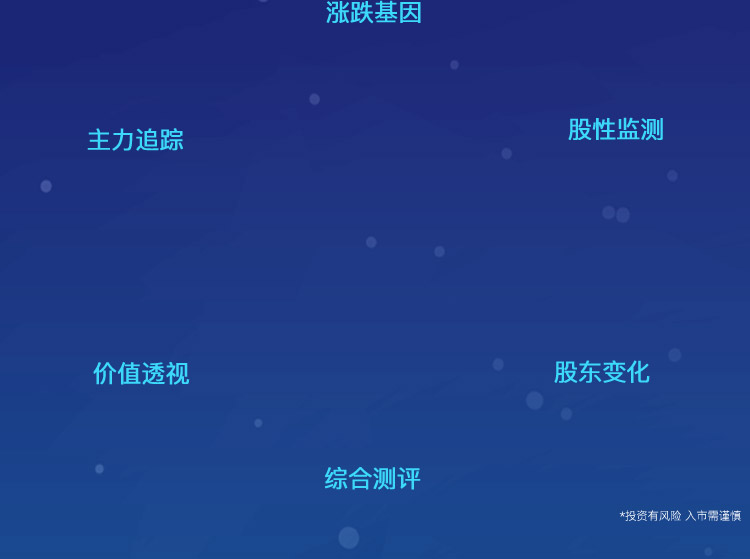 涨跌基因
主力追踪
股性监测
价值透视
股东变化
综合测评
*投资有风险 入市需谨慎